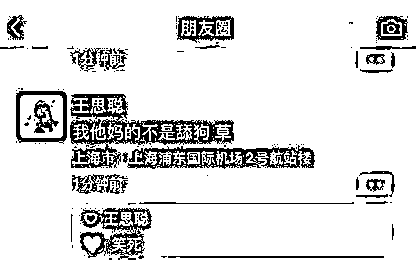 朋友圈
1分钟前
王思聪
我他妈的不是舔狗 草
上海市·上海浦东国际机场2号航站楼
1分钟前
王思聪
笑死